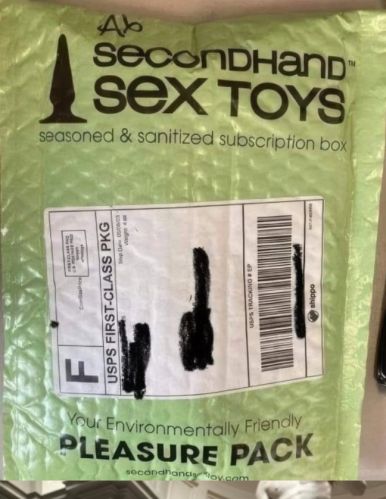 SECONDHAND™
SEX TOYS
seasoned & sanitized subscription box
F
USPS FIRST-CLASS PKG
USPS TRACKING # EP
shippo
Your Environmentally Friendly
PLEASURE PACK